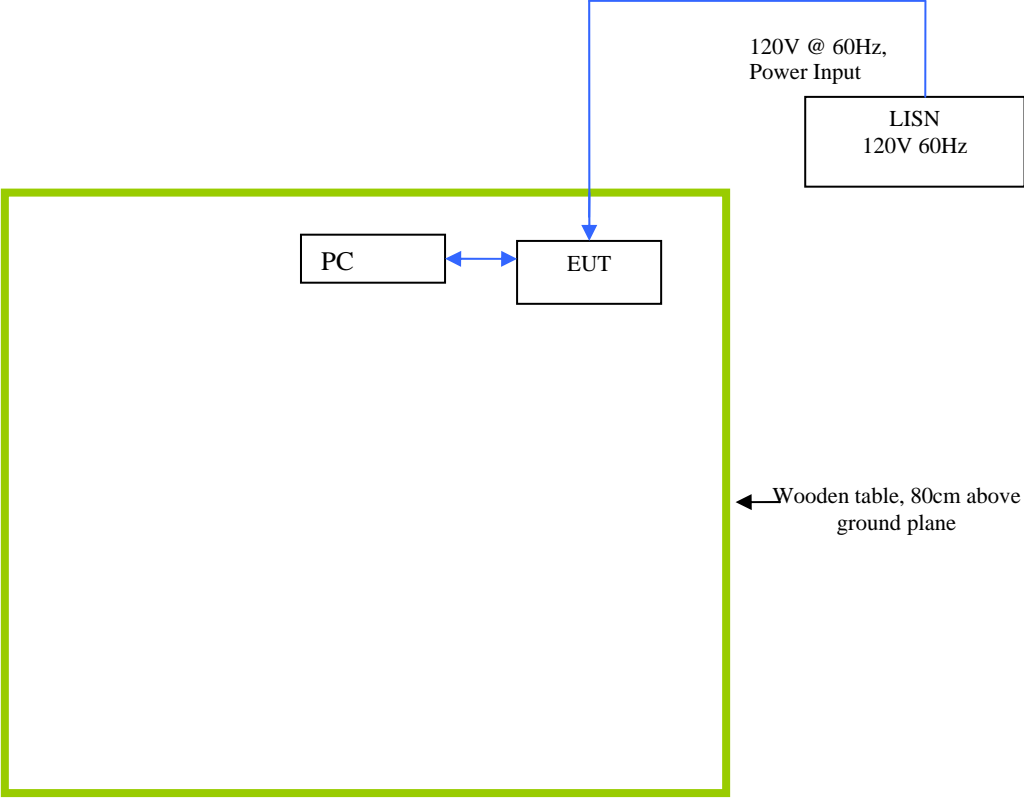 120V @ 60Hz,
Power Input
LISN
120V 60Hz
PC
EUT
Wooden table, 80cm above
ground plane